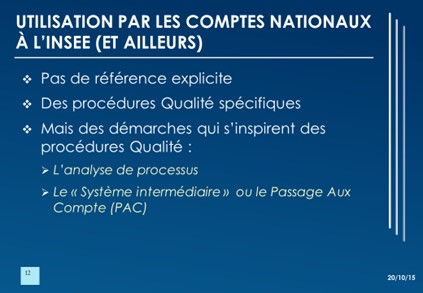 UTILISATION PAR LES COMPTES NATIONAUX
À L'INSEE (ET AILLEURS)
❖ Pas de référence explicite
❖ Des procédures Qualité spécifiques
❖ Mais des démarches qui s'inspirent des
procédures Qualité :
➢ L'analyse de processus
➢ Le « Système intermédiaire » ou le Passage Aux
Compte (PAC)
12
20/10/15